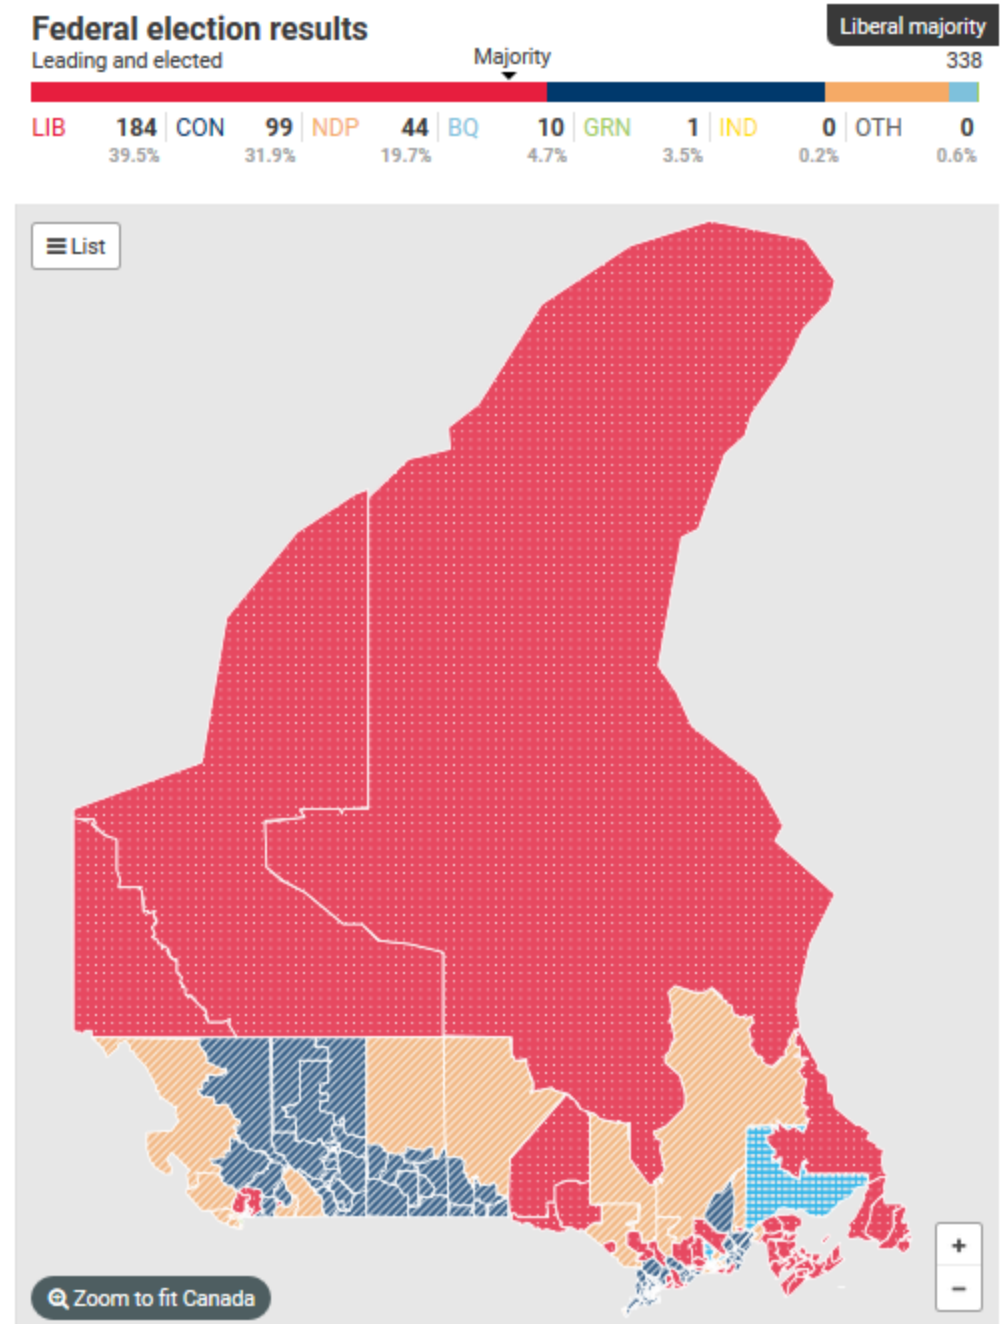 Federal election results
Liberal majority
Leading and elected
Majority
338
LIB 184 CON 99 NDP 44 BQ 10 GRN 1 IND 0 OTH 0
39.5% 31.9% 19.7% 4.7% 3.5% 0.2% 0.6%
List
+
−
Zoom to fit Canada